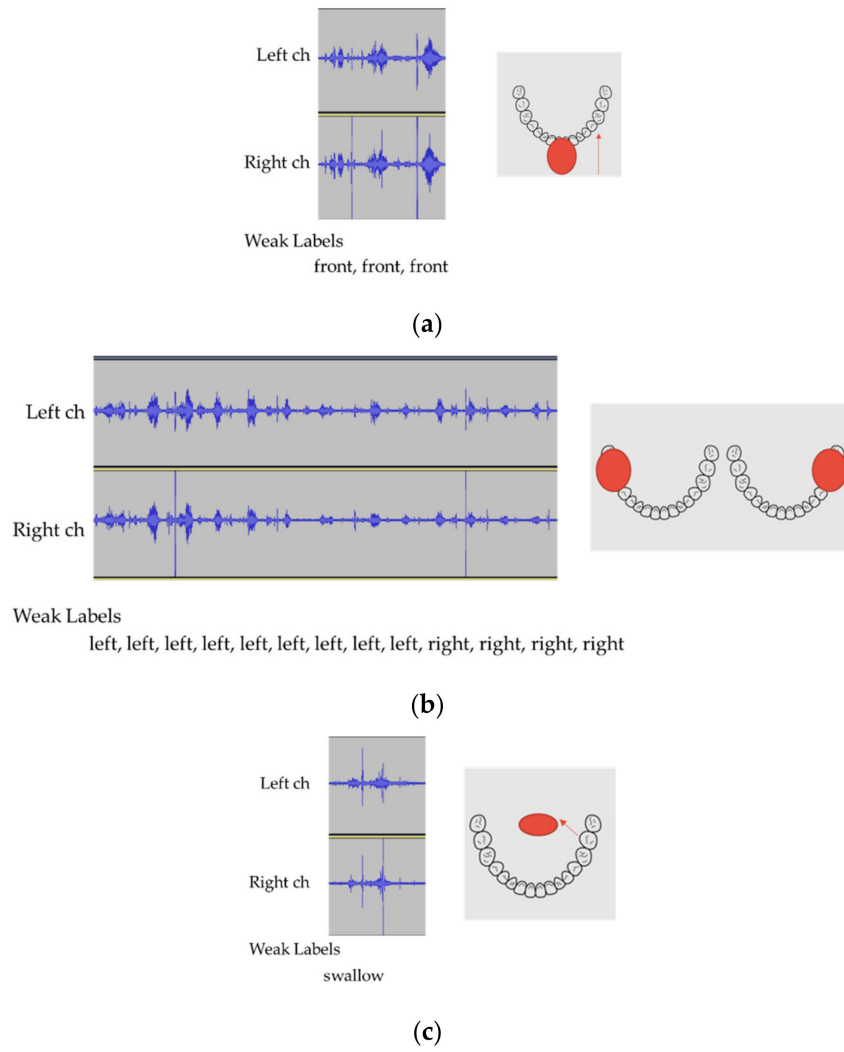 Left ch
Right ch
Weak Labels
front, front, front
(a)
Left ch
Right ch
Weak Labels
left, left, left, left, left, left, left, left, left, right, right, right, right
(b)
Left ch
Right ch
Weak Labels
swallow
(c)